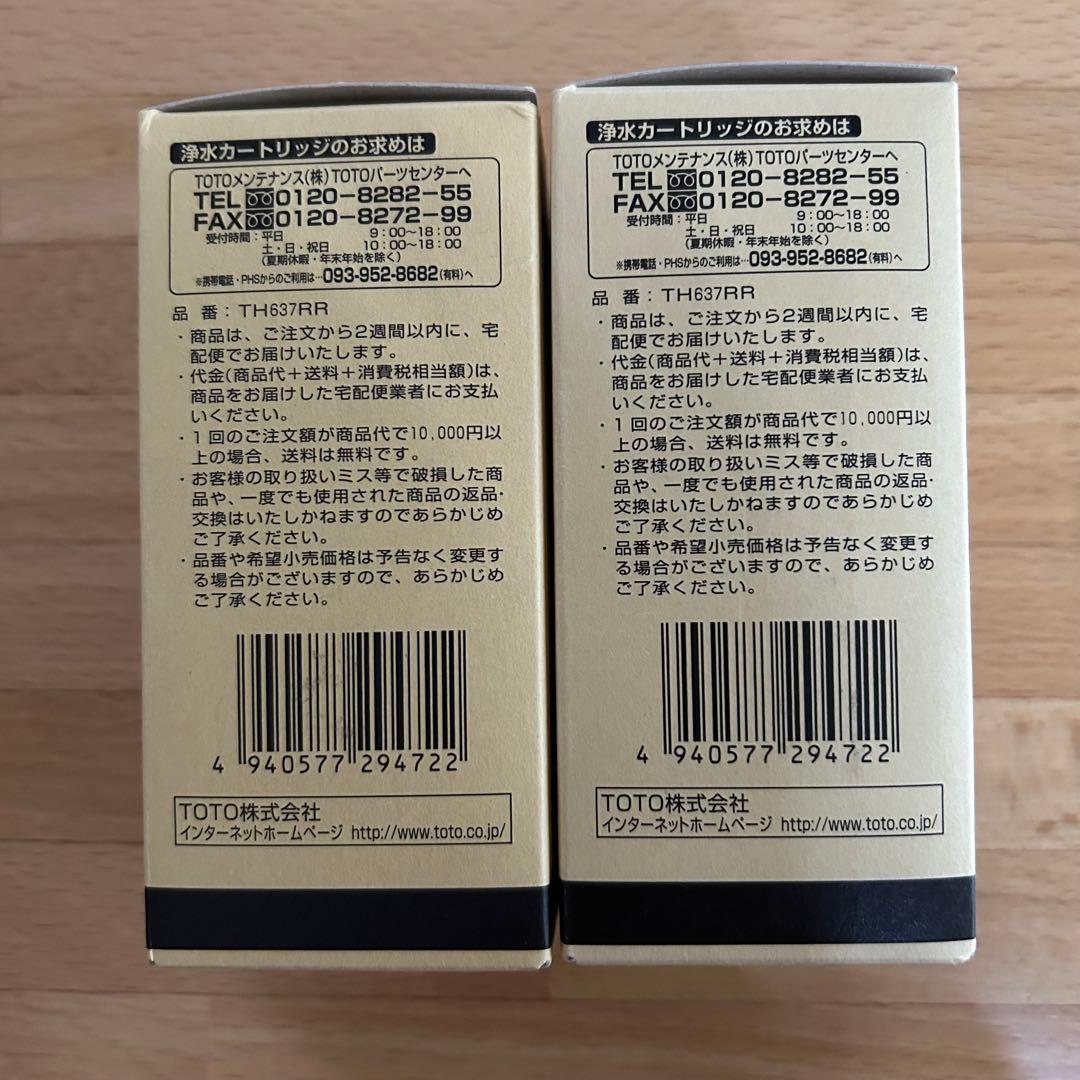 浄水カートリッジのお求めは
TOTOメンテナンス(株)TOTOパーツセンターへ
TEL 0120-8282-55
FAX 0120-8272-99
受付時間:平日 9:00〜18:00
土・日・祝日 10:00〜18:00
(夏期休暇・年末年始を除く)
※携帯電話・PHSからのご利用は…093-952-8682(有料)へ
品 番:TH637RR
・商品は、ご注文から2週間以内に、宅
配便でお届けいたします。
・代金(商品代+送料+消費税相当額)は、
商品をお届けした宅配便業者にお支払
いください。
・1回のご注文額が商品代で10,000円以
上の場合、送料は無料です。
・お客様の取り扱いミス等で破損した商
品や、一度でも使用された商品の返品・
交換はいたしかねますのであらかじめ
ご了承ください。
・品番や希望小売価格は予告なく変更す
る場合がございますので、あらかじめ
ご了承ください。
4 940577 294722
TOTO株式会社
インターネットホームページ http://www.toto.co.jp/
浄水カートリッジのお求めは
TOTOメンテナンス(株)TOTOパーツセンターへ
TEL 0120-8282-55
FAX 0120-8272-99
受付時間:平日 9:00〜18:00
土・日・祝日 10:00〜18:00
(夏期休暇・年末年始を除く)
※携帯電話・PHSからのご利用は…093-952-8682(有料)へ
品 番:TH637RR
・商品は、ご注文から2週間以内に、宅
配便でお届けいたします。
・代金(商品代+送料+消費税相当額)は、
商品をお届けした宅配便業者にお支払
いください。
・1回のご注文額が商品代で10,000円以
上の場合、送料は無料です。
・お客様の取り扱いミス等で破損した商
品や、一度でも使用された商品の返品・
交換はいたしかねますのであらかじめ
ご了承ください。
・品番や希望小売価格は予告なく変更す
る場合がございますので、あらかじめ
ご了承ください。
4 940577 294722
TOTO株式会社
インターネットホームページ http://www.toto.co.jp/